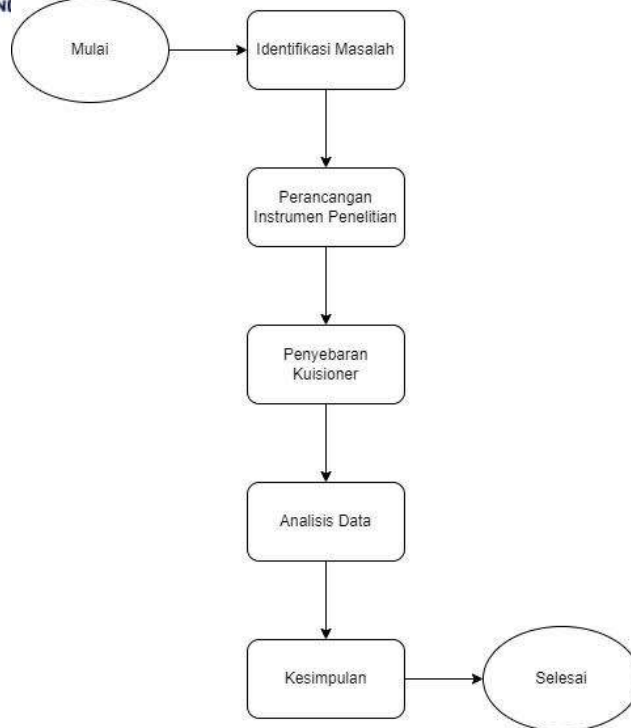 Mulai
Identifikasi Masalah
Perancangan
Instrumen Penelitian
Penyebaran
Kuisioner
Analisis Data
Kesimpulan
Selesai